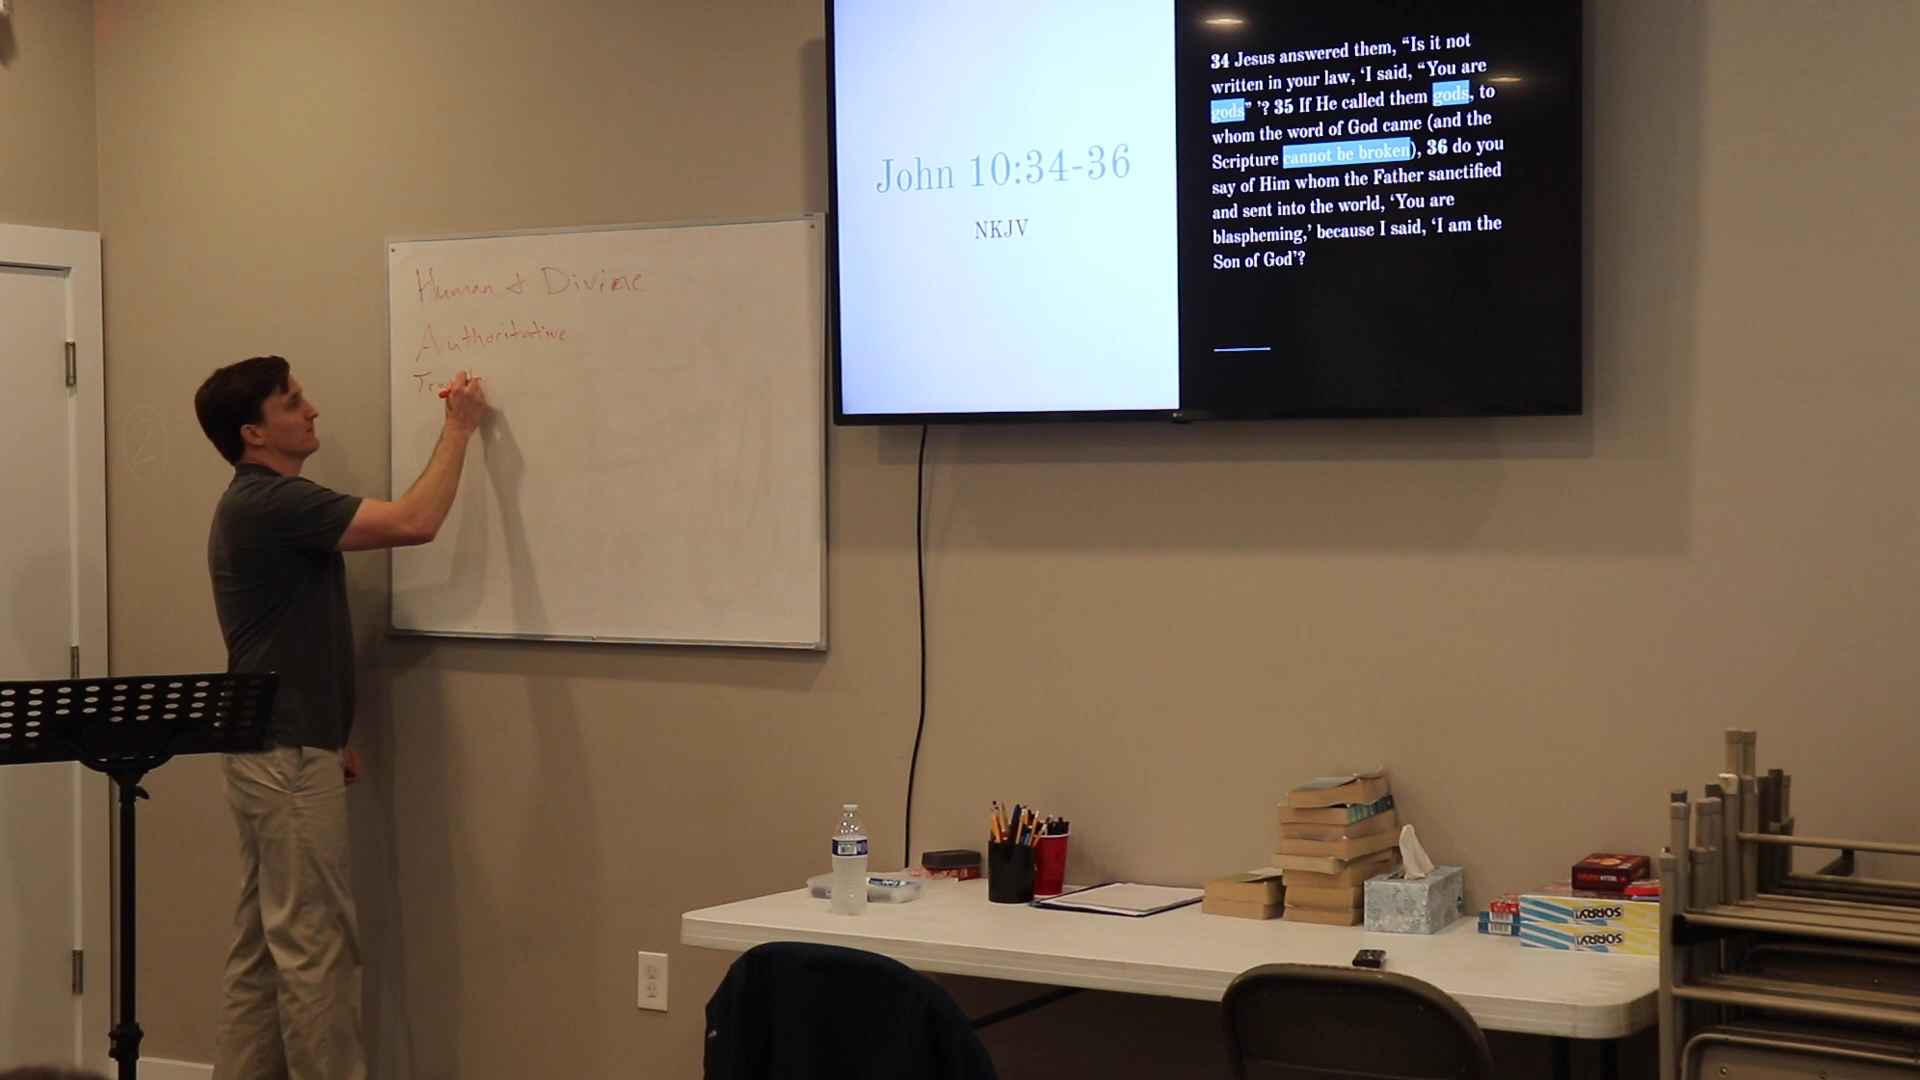 Human & Divine
Authoritative
John 10:34-36
NKJV
34 Jesus answered them, “Is it not
written in your law, ‘I said, “You are
gods” ’? 35 If He called them gods, to
whom the word of God came (and the
Scripture cannot be broken), 36 do you
say of Him whom the Father sanctified
and sent into the world, ‘You are
blaspheming,’ because I said, ‘I am the
Son of God’?
2
SORRY!
SORRY!